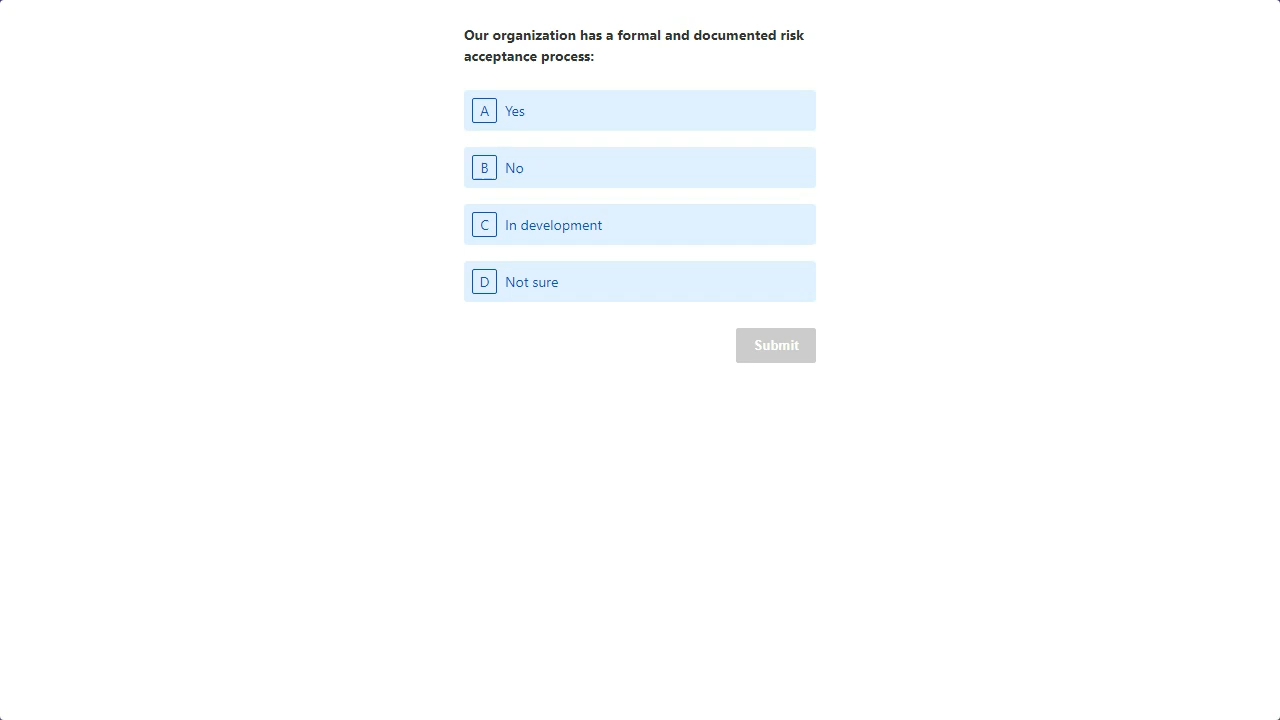 Our organization has a formal and documented risk
acceptance process:
A Yes
B No
C In development
D Not sure
Submit